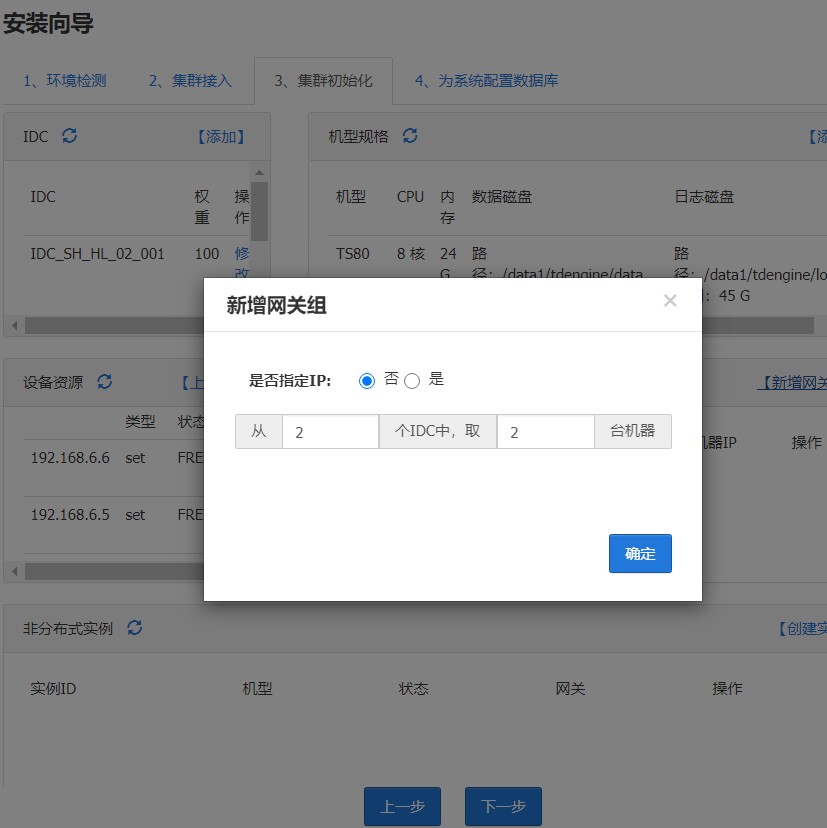 安装向导
1、环境检测 2、集群接入 3、集群初始化 4、为系统配置数据库
IDC 【添加】
机型规格
IDC 权重 操作
IDC_SH_HL_02_001 100 修改
机型 CPU 内存 数据磁盘 日志磁盘
TS80 8 核 24 G 路径：/data1/tdengine/data 路径：/data1/tdengine/lo
：45 G
新增网关组 ×
是否指定IP: 否 是
从 2 个IDC中，取 2 台机器
确定
设备资源 【上
【新增网关
类型 状态
192.168.6.6 set FRE
192.168.6.5 set FRE
器IP 操作
非分布式实例 【创建实
实例ID 机型 状态 网关 操作
上一步 下一步